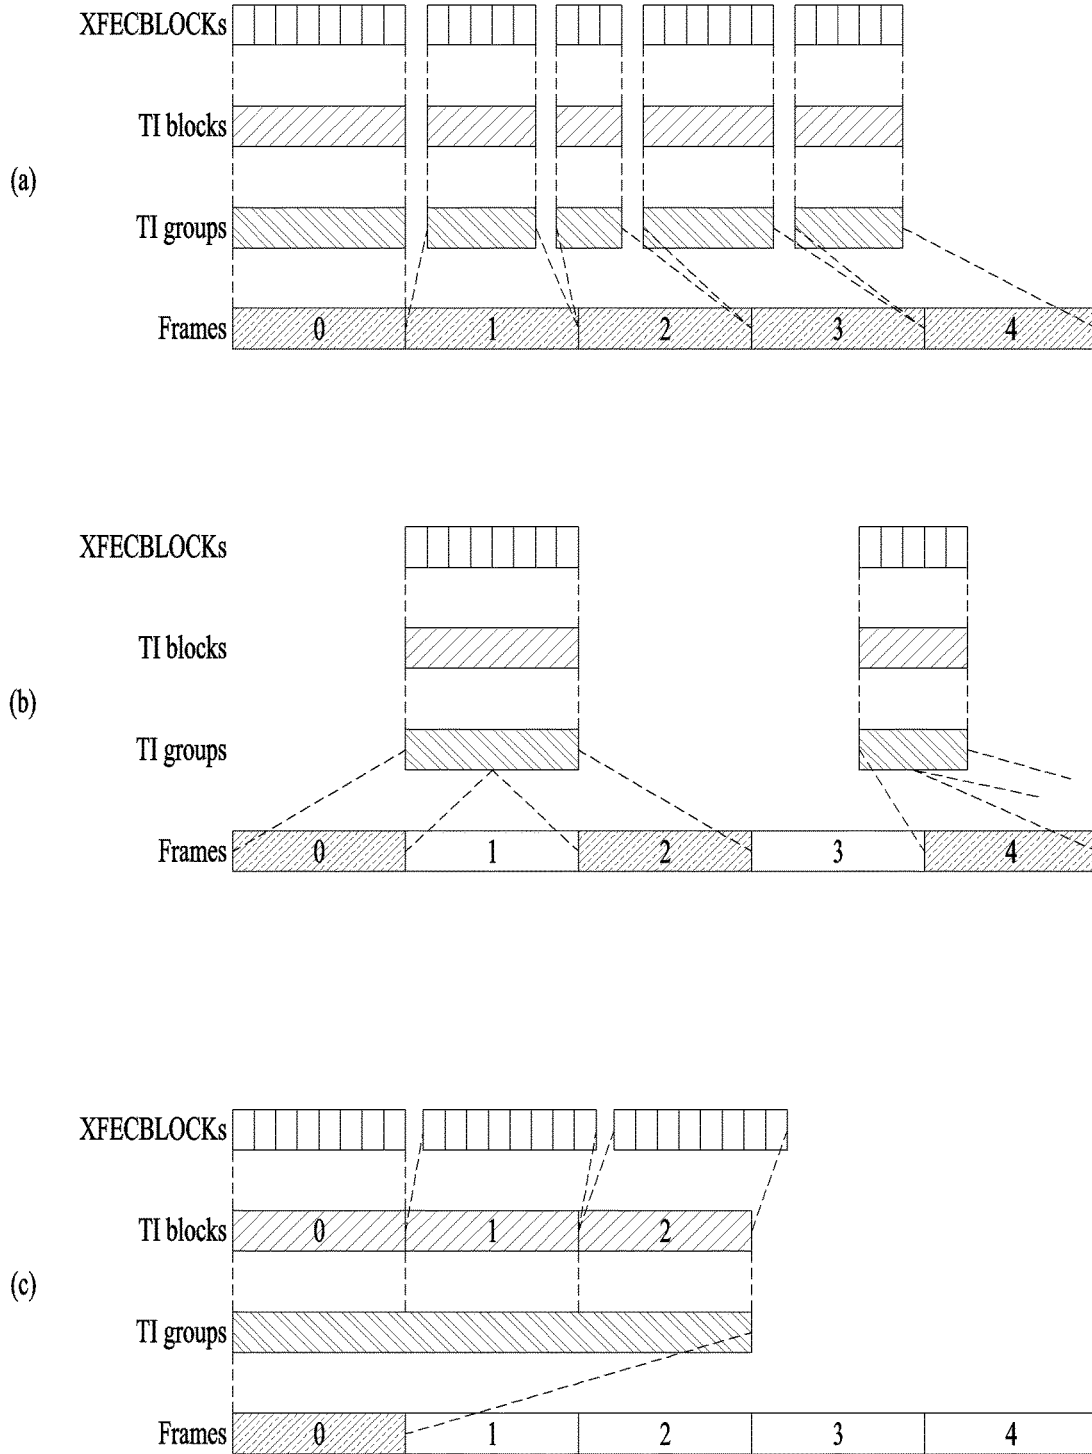 XFECBLOCKs
TI blocks
(a)
TI groups
Frames 0 1 2 3 4
XFECBLOCKs
TI blocks
(b)
TI groups
Frames 0 1 2 3 4
XFECBLOCKs
TI blocks 0 1 2
(c)
TI groups
Frames 0 1 2 3 4